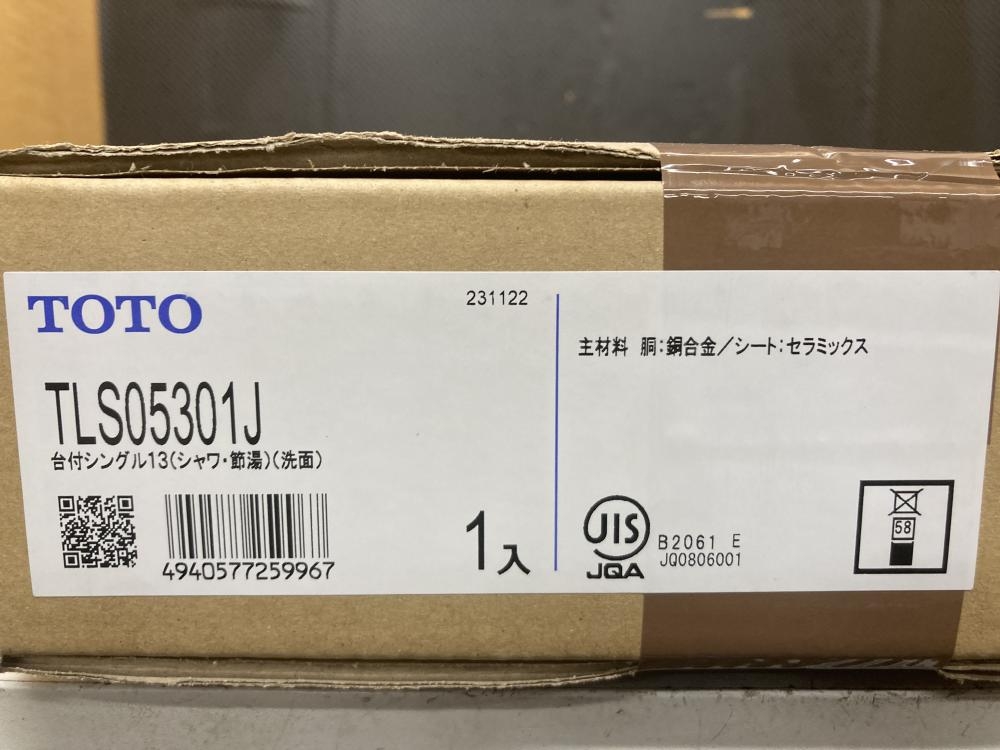 TOTO
231122
TLS05301J
台付シングル13(シャワ・節湯)(洗面)
4940577259967
1入
主材料 胴:銅合金/シート:セラミックス
JIS
JQA
B2061 E
JQ0806001
58